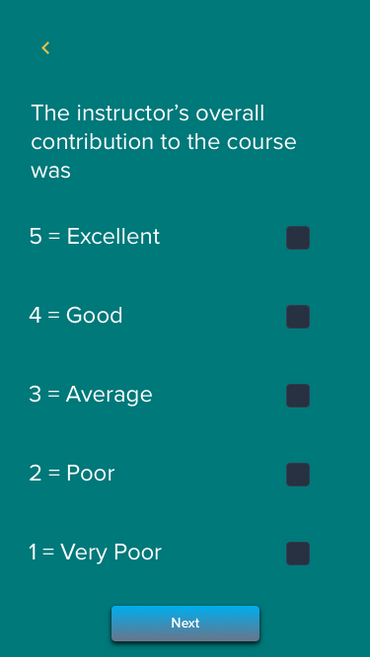 The instructor’s overall
contribution to the course
was
5 = Excellent
4 = Good
3 = Average
2 = Poor
1 = Very Poor
Next